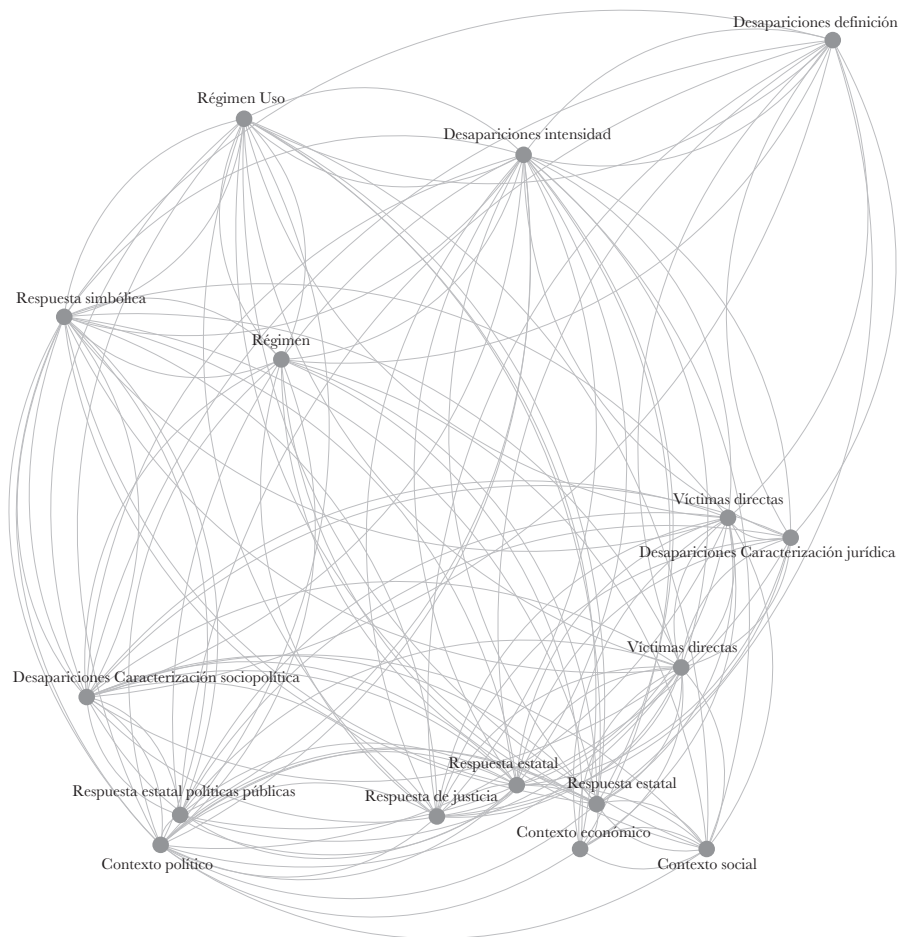 Desapariciones definición
Régimen Uso
Desapariciones intensidad
Respuesta simbólica
Régimen
Víctimas directas
Desapariciones Caracterización jurídica
Víctimas directas
Desapariciones Caracterización sociopolítica
Respuesta estatal
Respuesta estatal
Respuesta estatal políticas públicas
Respuesta de justicia
Contexto económico
Contexto político
Contexto social